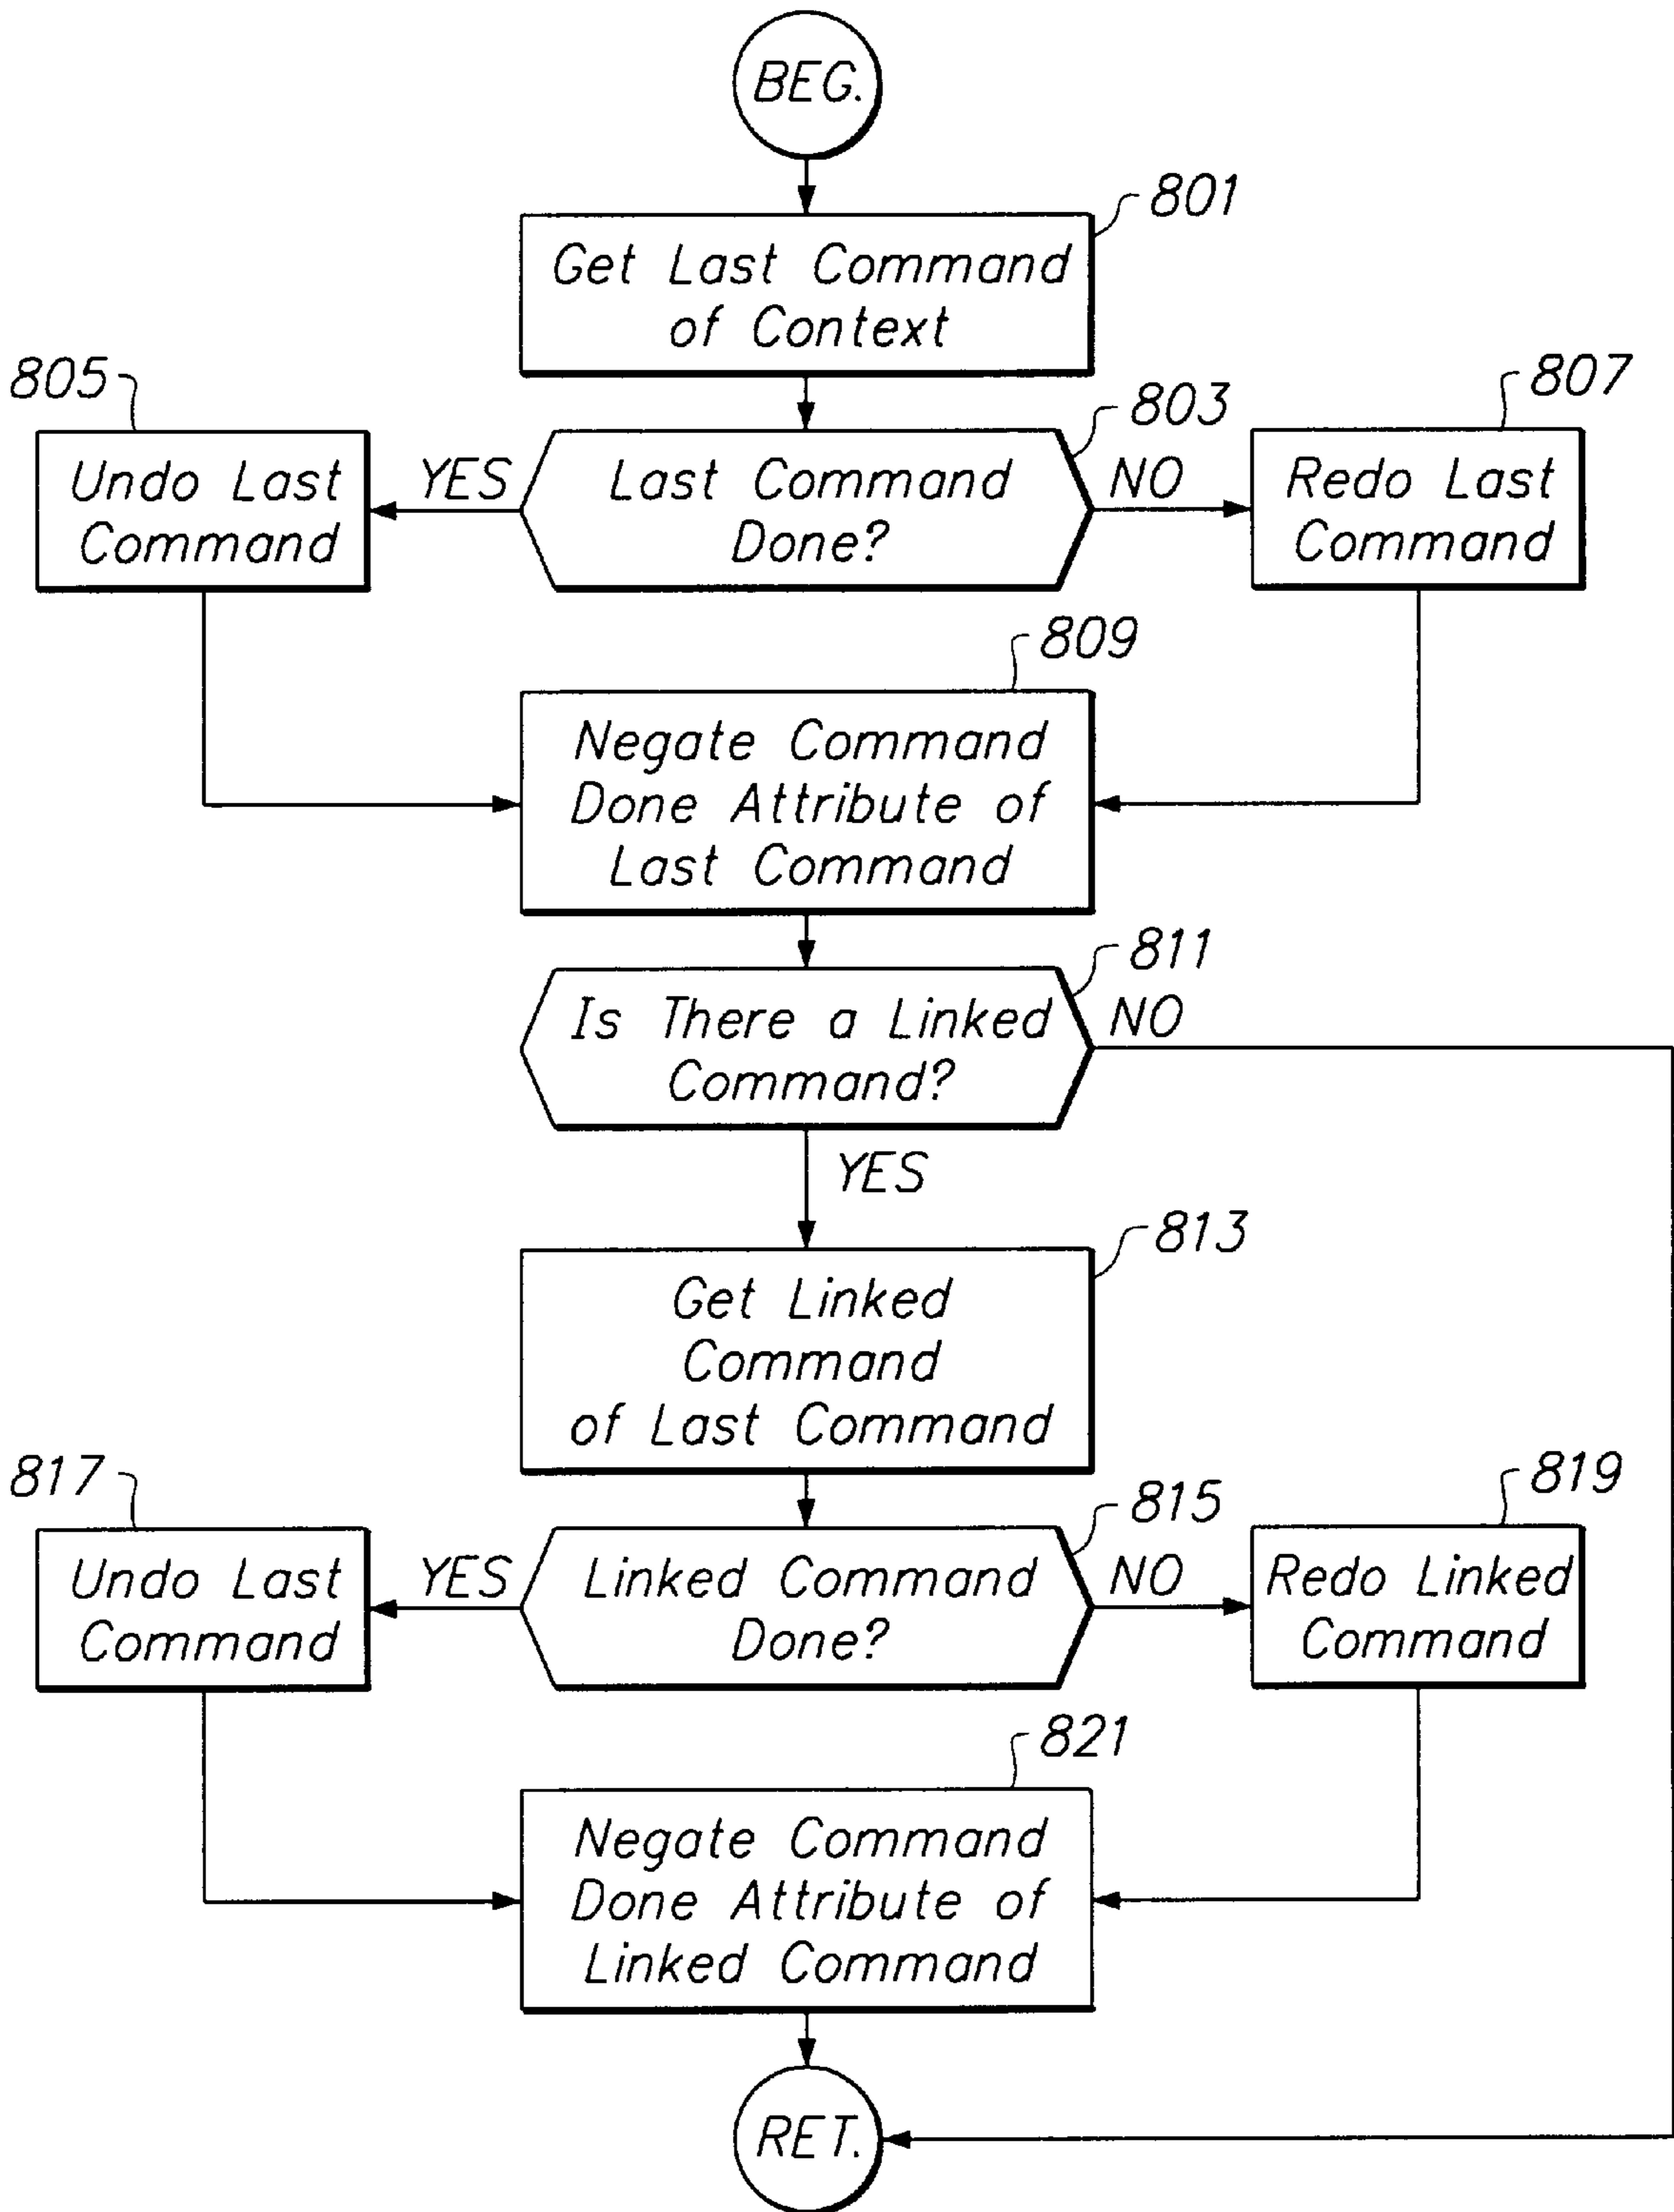 BEG.
801
Get Last Command
of Context
805
803
807
Undo Last
Command
YES
Last Command
Done?
NO
Redo Last
Command
809
Negate Command
Done Attribute of
Last Command
811
Is There a Linked
Command?
NO
YES
813
Get Linked
Command
of Last Command
817
815
819
Undo Last
Command
YES
Linked Command
Done?
NO
Redo Linked
Command
821
Negate Command
Done Attribute of
Linked Command
RET.